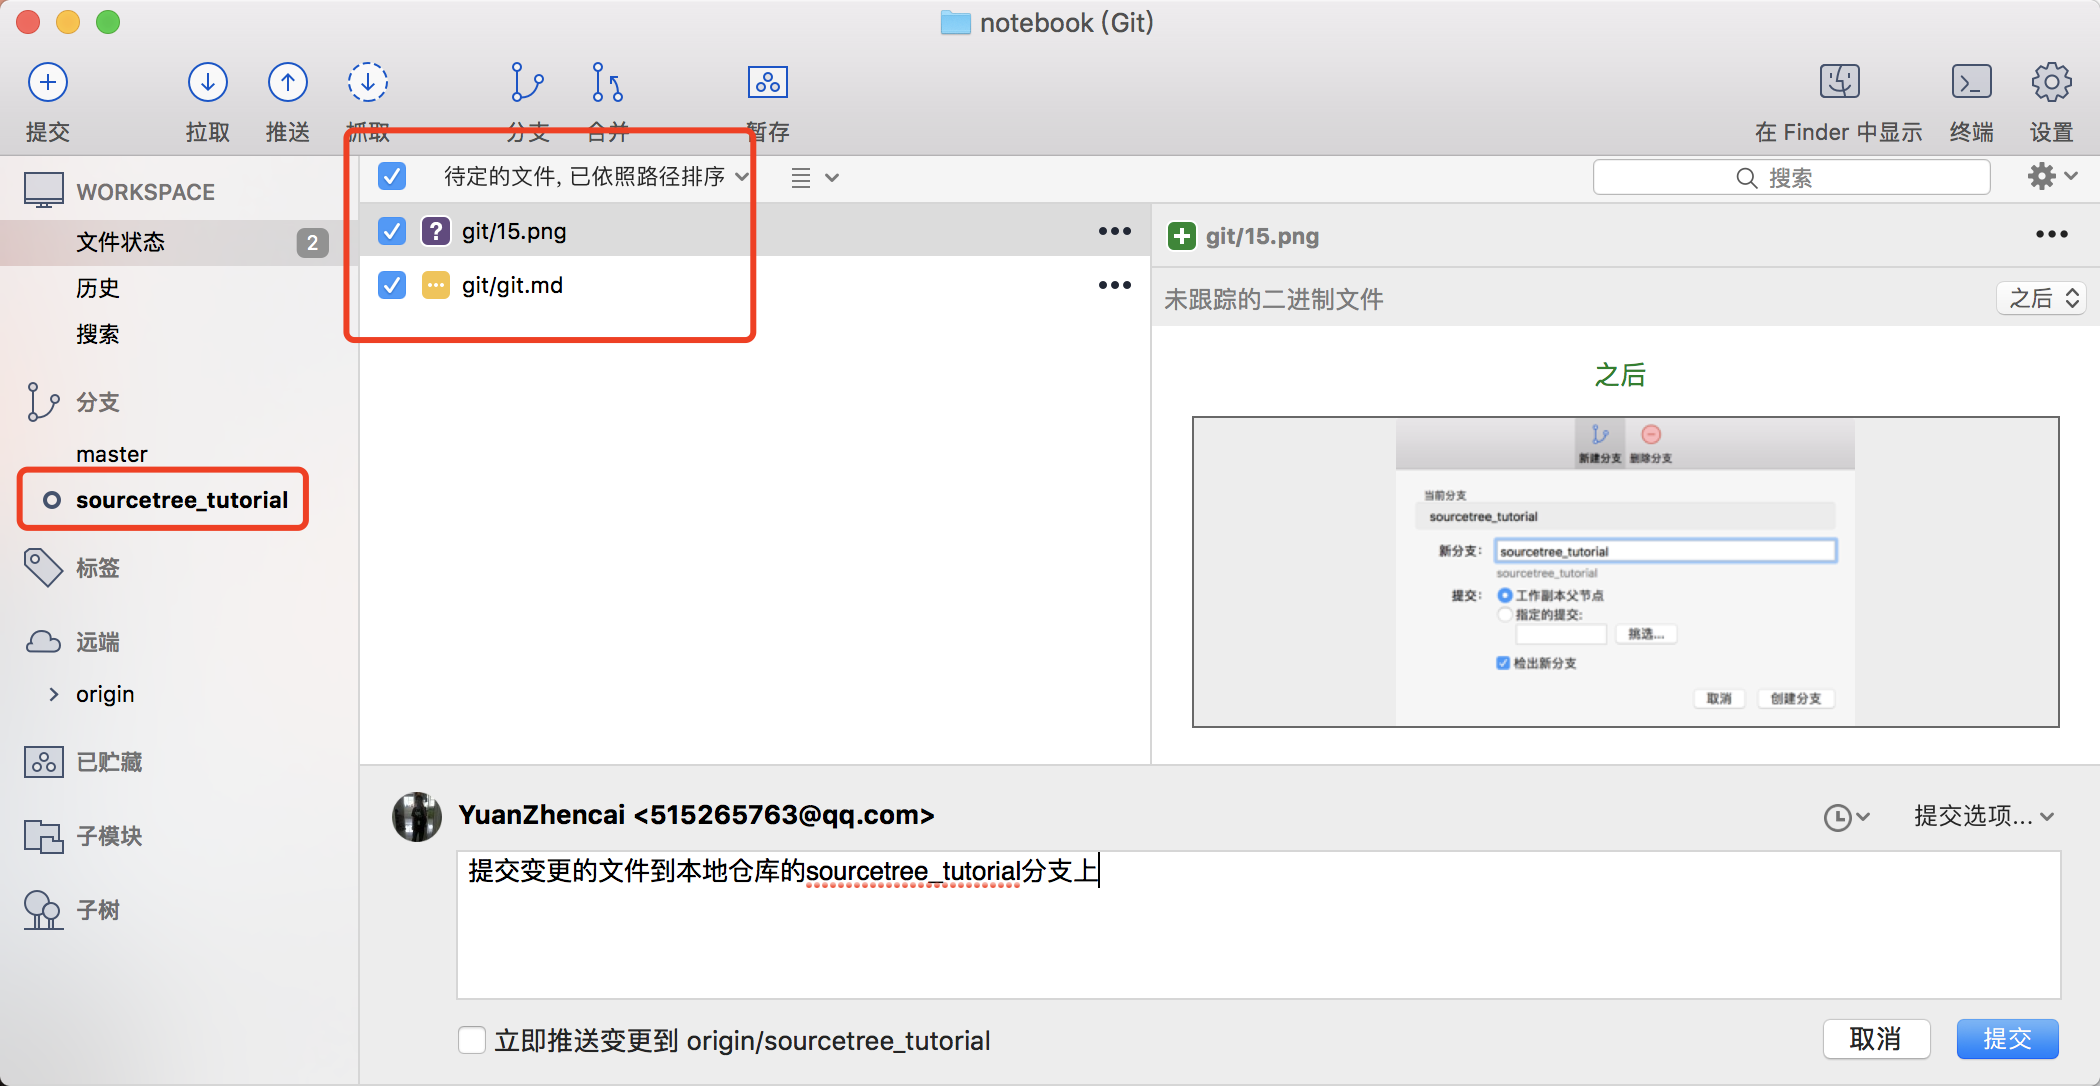 notebook (Git)
提交
拉取
推送
抓取
分支
合并
暂存
在 Finder 中显示
终端
设置
WORKSPACE
文件状态
2
历史
搜索
分支
master
sourcetree_tutorial
标签
远端
origin
已贮藏
子模块
子树
待定的文件, 已依照路径排序
搜索
git/15.png
git/git.md
git/15.png
未跟踪的二进制文件
之后
之后
新建分支 删除分支
当前分支
sourcetree_tutorial
新分支: sourcetree_tutorial
sourcetree_tutorial
提交: 工作副本父节点
指定的提交:
挑选...
检出新分支
取消 创建分支
YuanZhencai <515265763@qq.com>
提交选项...
提交变更的文件到本地仓库的sourcetree_tutorial分支上
立即推送变更到 origin/sourcetree_tutorial
取消
提交